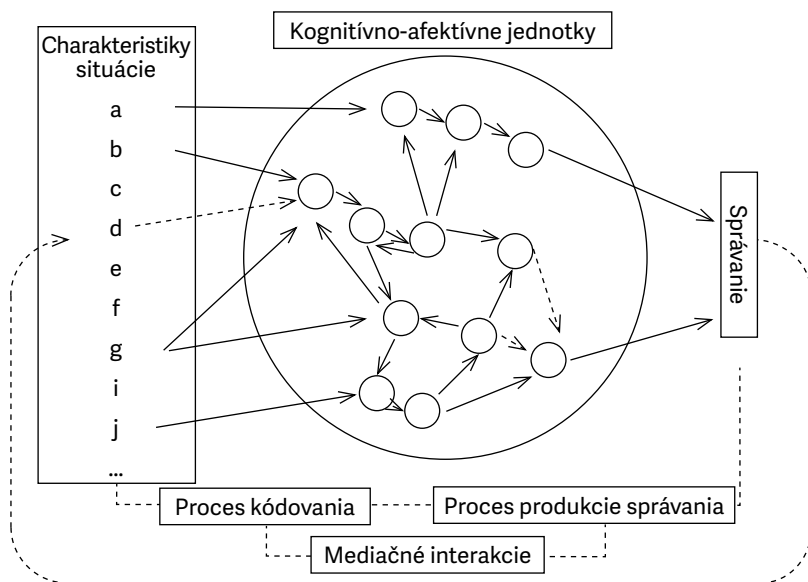 Kognitívno-afektívne jednotky
Charakteristiky
situácie
a
b
c
d
e
f
g
i
j
...
Správanie
Proces kódovania
Proces produkcie správania
Mediačné interakcie